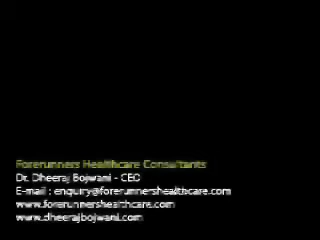 Forerunners Healthcare Consultants
Dr. Dheeraj Bojwani - CEO
E-mail : enquiry@forerunnershealthcare.com
www.forerunnershealthcare.com
www.dheerajbojwani.com